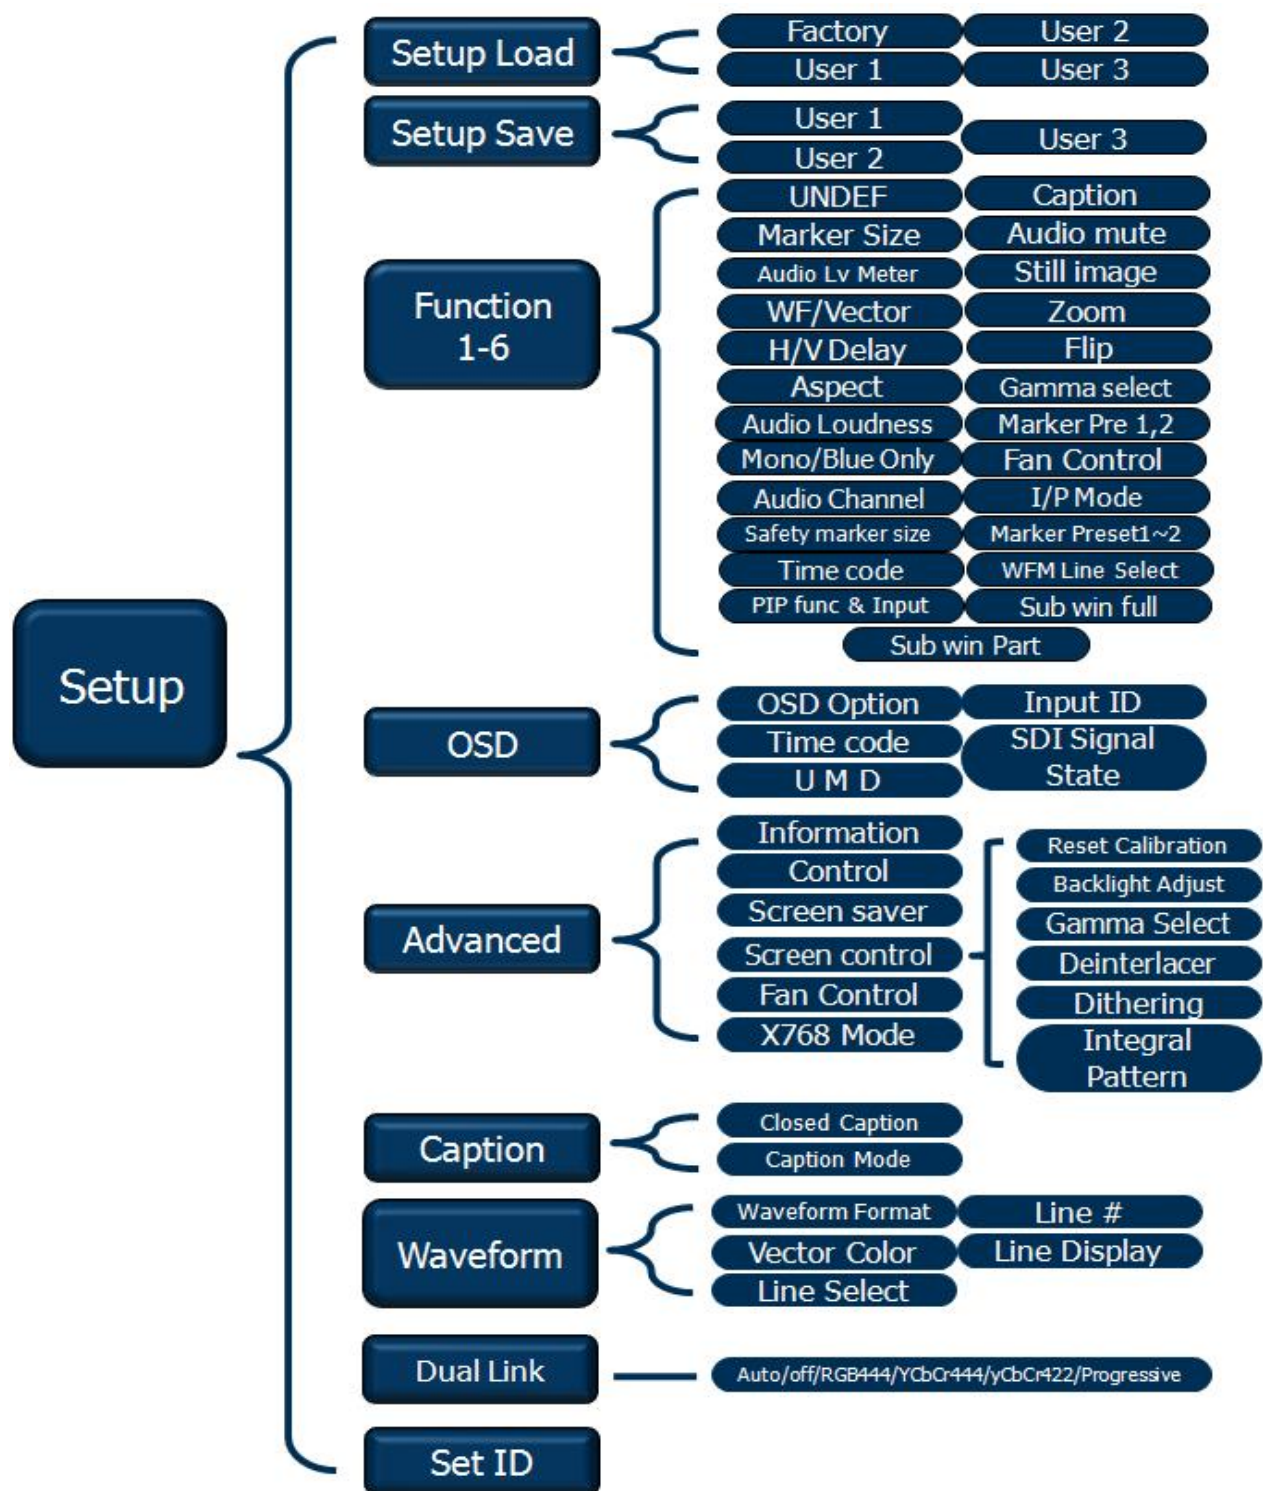 Setup
Setup Load
Factory
User 2
User 1
User 3
Setup Save
User 1
User 2
User 3
Function
1-6
UNDEF
Caption
Marker Size
Audio mute
Audio Lv Meter
Still image
WF/Vector
Zoom
H/V Delay
Flip
Aspect
Gamma select
Audio Loudness
Marker Pre 1,2
Mono/Blue Only
Fan Control
Audio Channel
I/P Mode
Safety marker size
Marker Preset1~2
Time code
WFM Line Select
PIP func & Input
Sub win full
Sub win Part
OSD
OSD Option
Input ID
Time code
SDI Signal
State
U M D
Advanced
Information
Control
Screen saver
Screen control
Fan Control
X768 Mode
Reset Calibration
Backlight Adjust
Gamma Select
Deinterlacer
Dithering
Integral
Pattern
Caption
Closed Caption
Caption Mode
Waveform
Waveform Format
Line #
Vector Color
Line Display
Line Select
Dual Link
Auto/off/RGB444/YCbCr444/yCbCr422/Progressive
Set ID